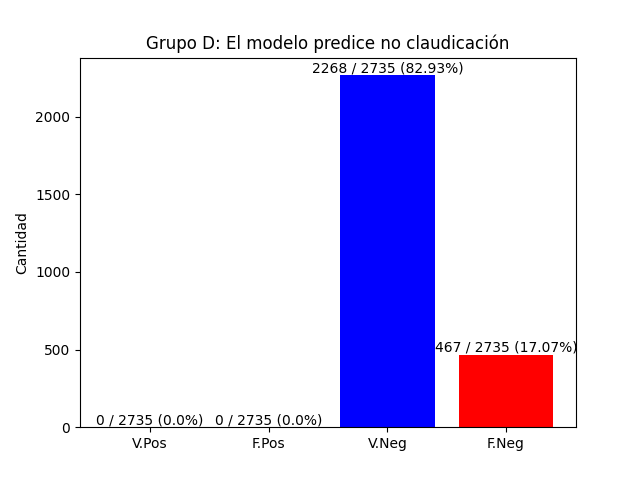 Grupo D: El modelo predice no claudicación
2268 / 2735 (82.93%)
2000
1500
Cantidad
1000
500
467 / 2735 (17.07%)
0 / 2735 (0.0%)
0 / 2735 (0.0%)
0
V.Pos
F.Pos
V.Neg
F.Neg